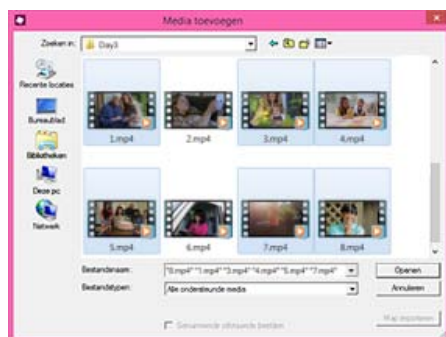 Media toevoegen
Zoeken in:
Day3
Recente locaties
Bureaublad
Bibliotheken
Deze pc
Netwerk
1.mp4
2.mp4
3.mp4
4.mp4
5.mp4
6.mp4
7.mp4
8.mp4
Bestandsnaam:
"8.mp4" "1.mp4" "3.mp4" "4.mp4" "5.mp4" "7.mp4"
Openen
Bestandstypen:
Alle ondersteunde media
Annuleren
Map importeren